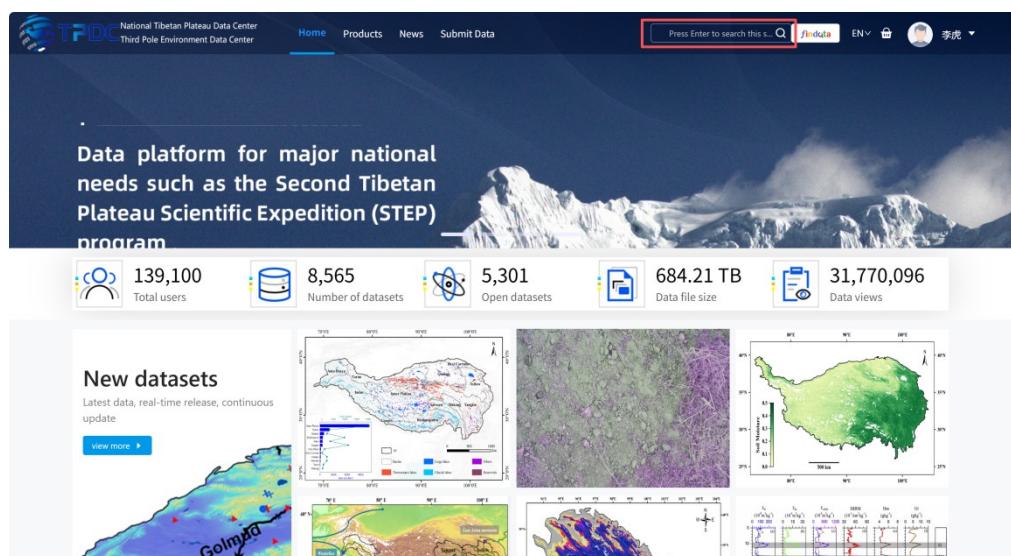 TPDC
National Tibetan Plateau Data Center
Third Pole Environment Data Center
Home Products News Submit Data
Press Enter to search this s...
findata
EN
李虎
Data platform for major national
needs such as the Second Tibetan
Plateau Scientific Expedition (STEP)
program
139,100
Total users
8,565
Number of datasets
5,301
Open datasets
684.21 TB
Data file size
31,770,096
Data views
New datasets
Latest data, real-time release, continuous
update
view more
Golmud
Soil Moisture
500 km